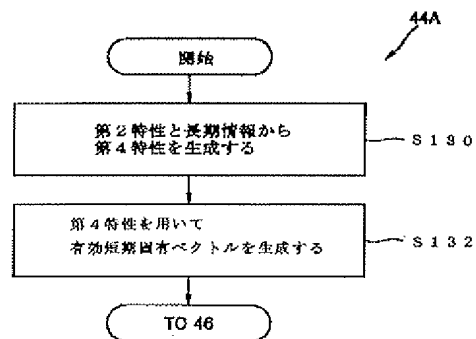 44A
開始
第2特性と長期情報から
第4特性を生成する
S130
第4特性を用いて
有効短期固有ベクトルを生成する
S132
TO 46